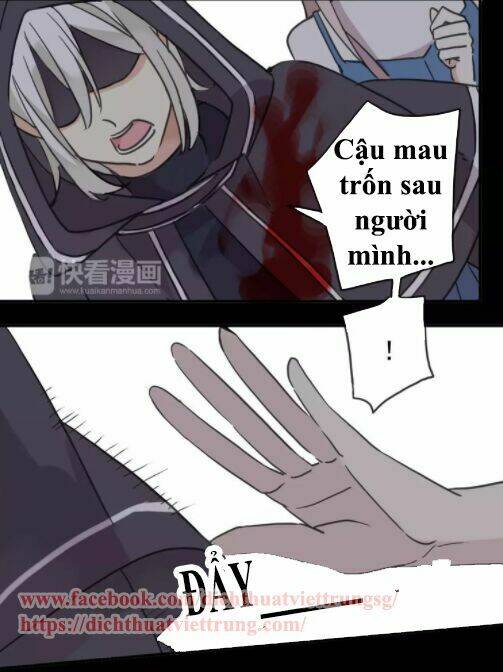 Cậu mau
trốn sau
người
mình...
快看漫画
www.kuaikanmanhua.com
!
ĐẨY
www.facebook.com/dichthuatviettrungsg/
https://dichthuatviettrung.com/